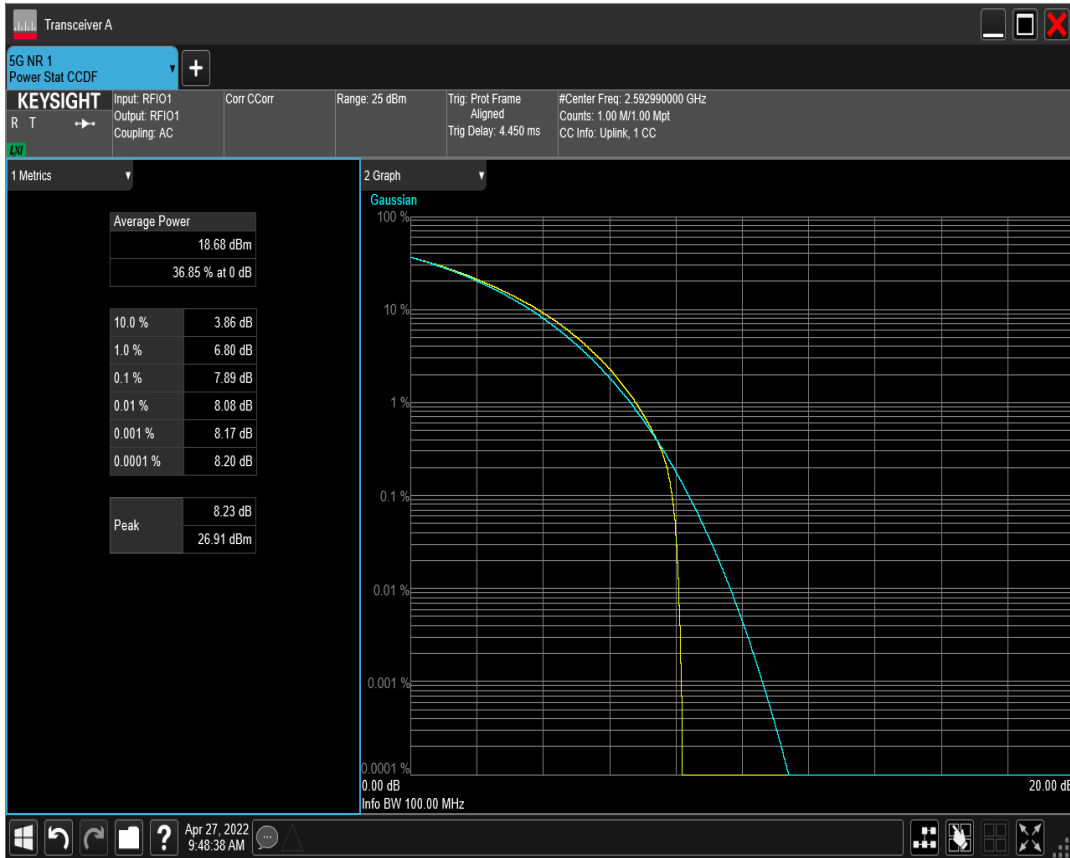 Transceiver A
5G NR 1
Power Stat CCDF
+
KEYSIGHT
R T
LXI
Input: RFIO1
Output: RFIO1
Coupling: AC
Corr CCorr
Range: 25 dBm
Trig: Prot Frame
Aligned
Trig Delay: 4.450 ms
#Center Freq: 2.592990000 GHz
Counts: 1.00 M/1.00 Mpt
CC Info: Uplink, 1 CC
1 Metrics
Average Power
18.68 dBm
36.85 % at 0 dB
10.0 % 3.86 dB
1.0 % 6.80 dB
0.1 % 7.89 dB
0.01 % 8.08 dB
0.001 % 8.17 dB
0.0001 % 8.20 dB
Peak
8.23 dB
26.91 dBm
2 Graph
Gaussian
100 %
10 %
1 %
0.1 %
0.01 %
0.001 %
0.0001 %
0.00 dB
20.00 dB
Info BW 100.00 MHz
?
Apr 27, 2022
9:48:38 AM